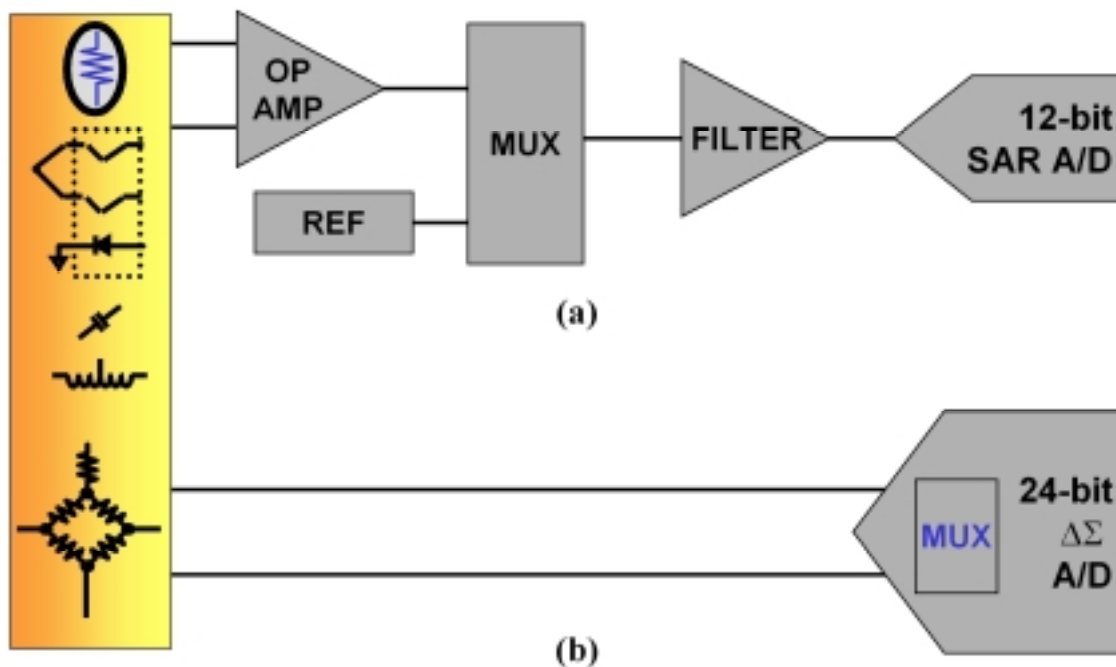 OP
AMP
MUX
FILTER
12-bit
SAR A/D
REF
(a)
MUX
24-bit
ΔΣ
A/D
(b)